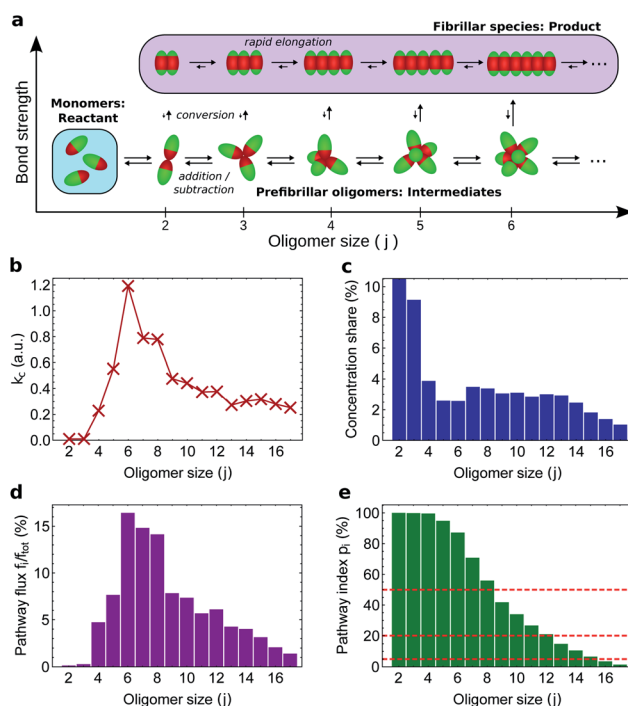 a
Fibrillar species: Product
rapid elongation
...
Bond strength
Monomers:
Reactant
conversion
addition /
subtraction
Prefibrillar oligomers: Intermediates
...
2 3 4 5 6
Oligomer size ( j )
b
k_c (a.u.)
1.2
1.0
0.8
0.6
0.4
0.2
0.0
2 4 6 8 10 12 14 16
Oligomer size (j)
c
Concentration share (%)
10
8
6
4
2
0
2 4 6 8 10 12 14 16
Oligomer size (j)
d
Pathway flux f_j/f_tot (%)
15
10
5
0
2 4 6 8 10 12 14 16
Oligomer size (j)
e
Pathway index p_j (%)
100
80
60
40
20
0
2 4 6 8 10 12 14 16
Oligomer size (j)